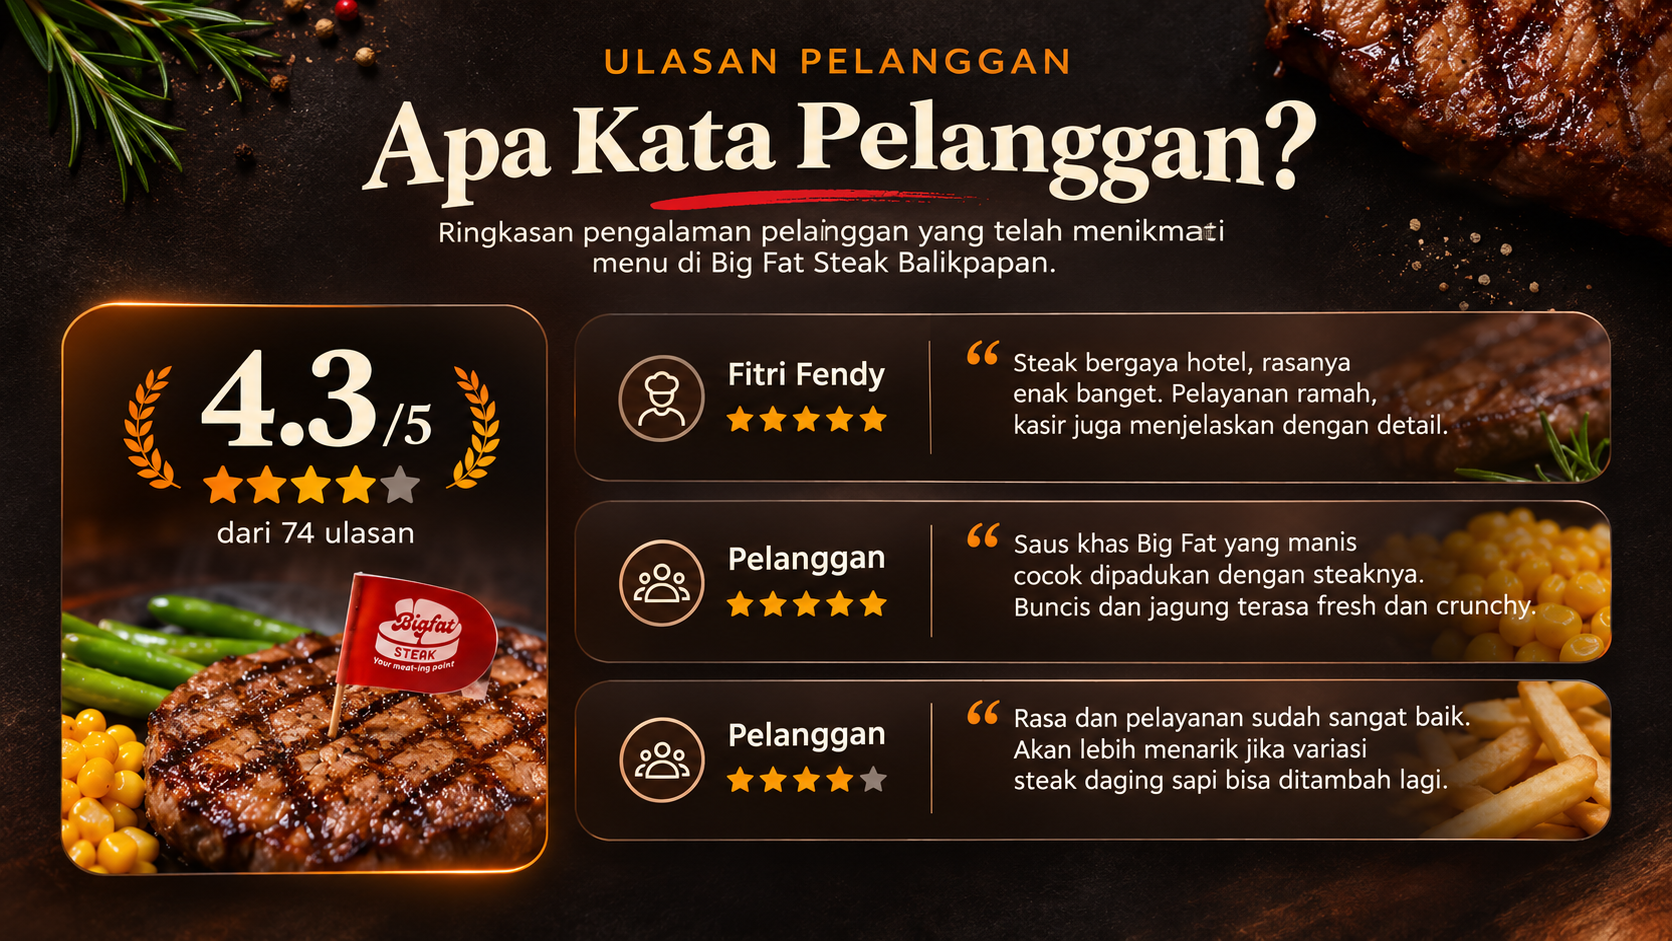 ULASAN PELANGGAN
Apa Kata Pelanggan?
Ringkasan pengalaman pelainggan yang telah menikmati
menu di Big Fat Steak Balikpapan.
4.3/5
dari 74 ulasan
Bigfat
STEAK
Your meat-ing point
Fitri Fendy
“ Steak bergaya hotel, rasanya
enak banget. Pelayanan ramah,
kasir juga menjelaskan dengan detail.
Pelanggan
“ Saus khas Big Fat yang manis
cocok dipadukan dengan steaknya.
Buncis dan jagung terasa fresh dan crunchy.
Pelanggan
“ Rasa dan pelayanan sudah sangat baik.
Akan lebih menarik jika variasi
steak daging sapi bisa ditambah lagi.